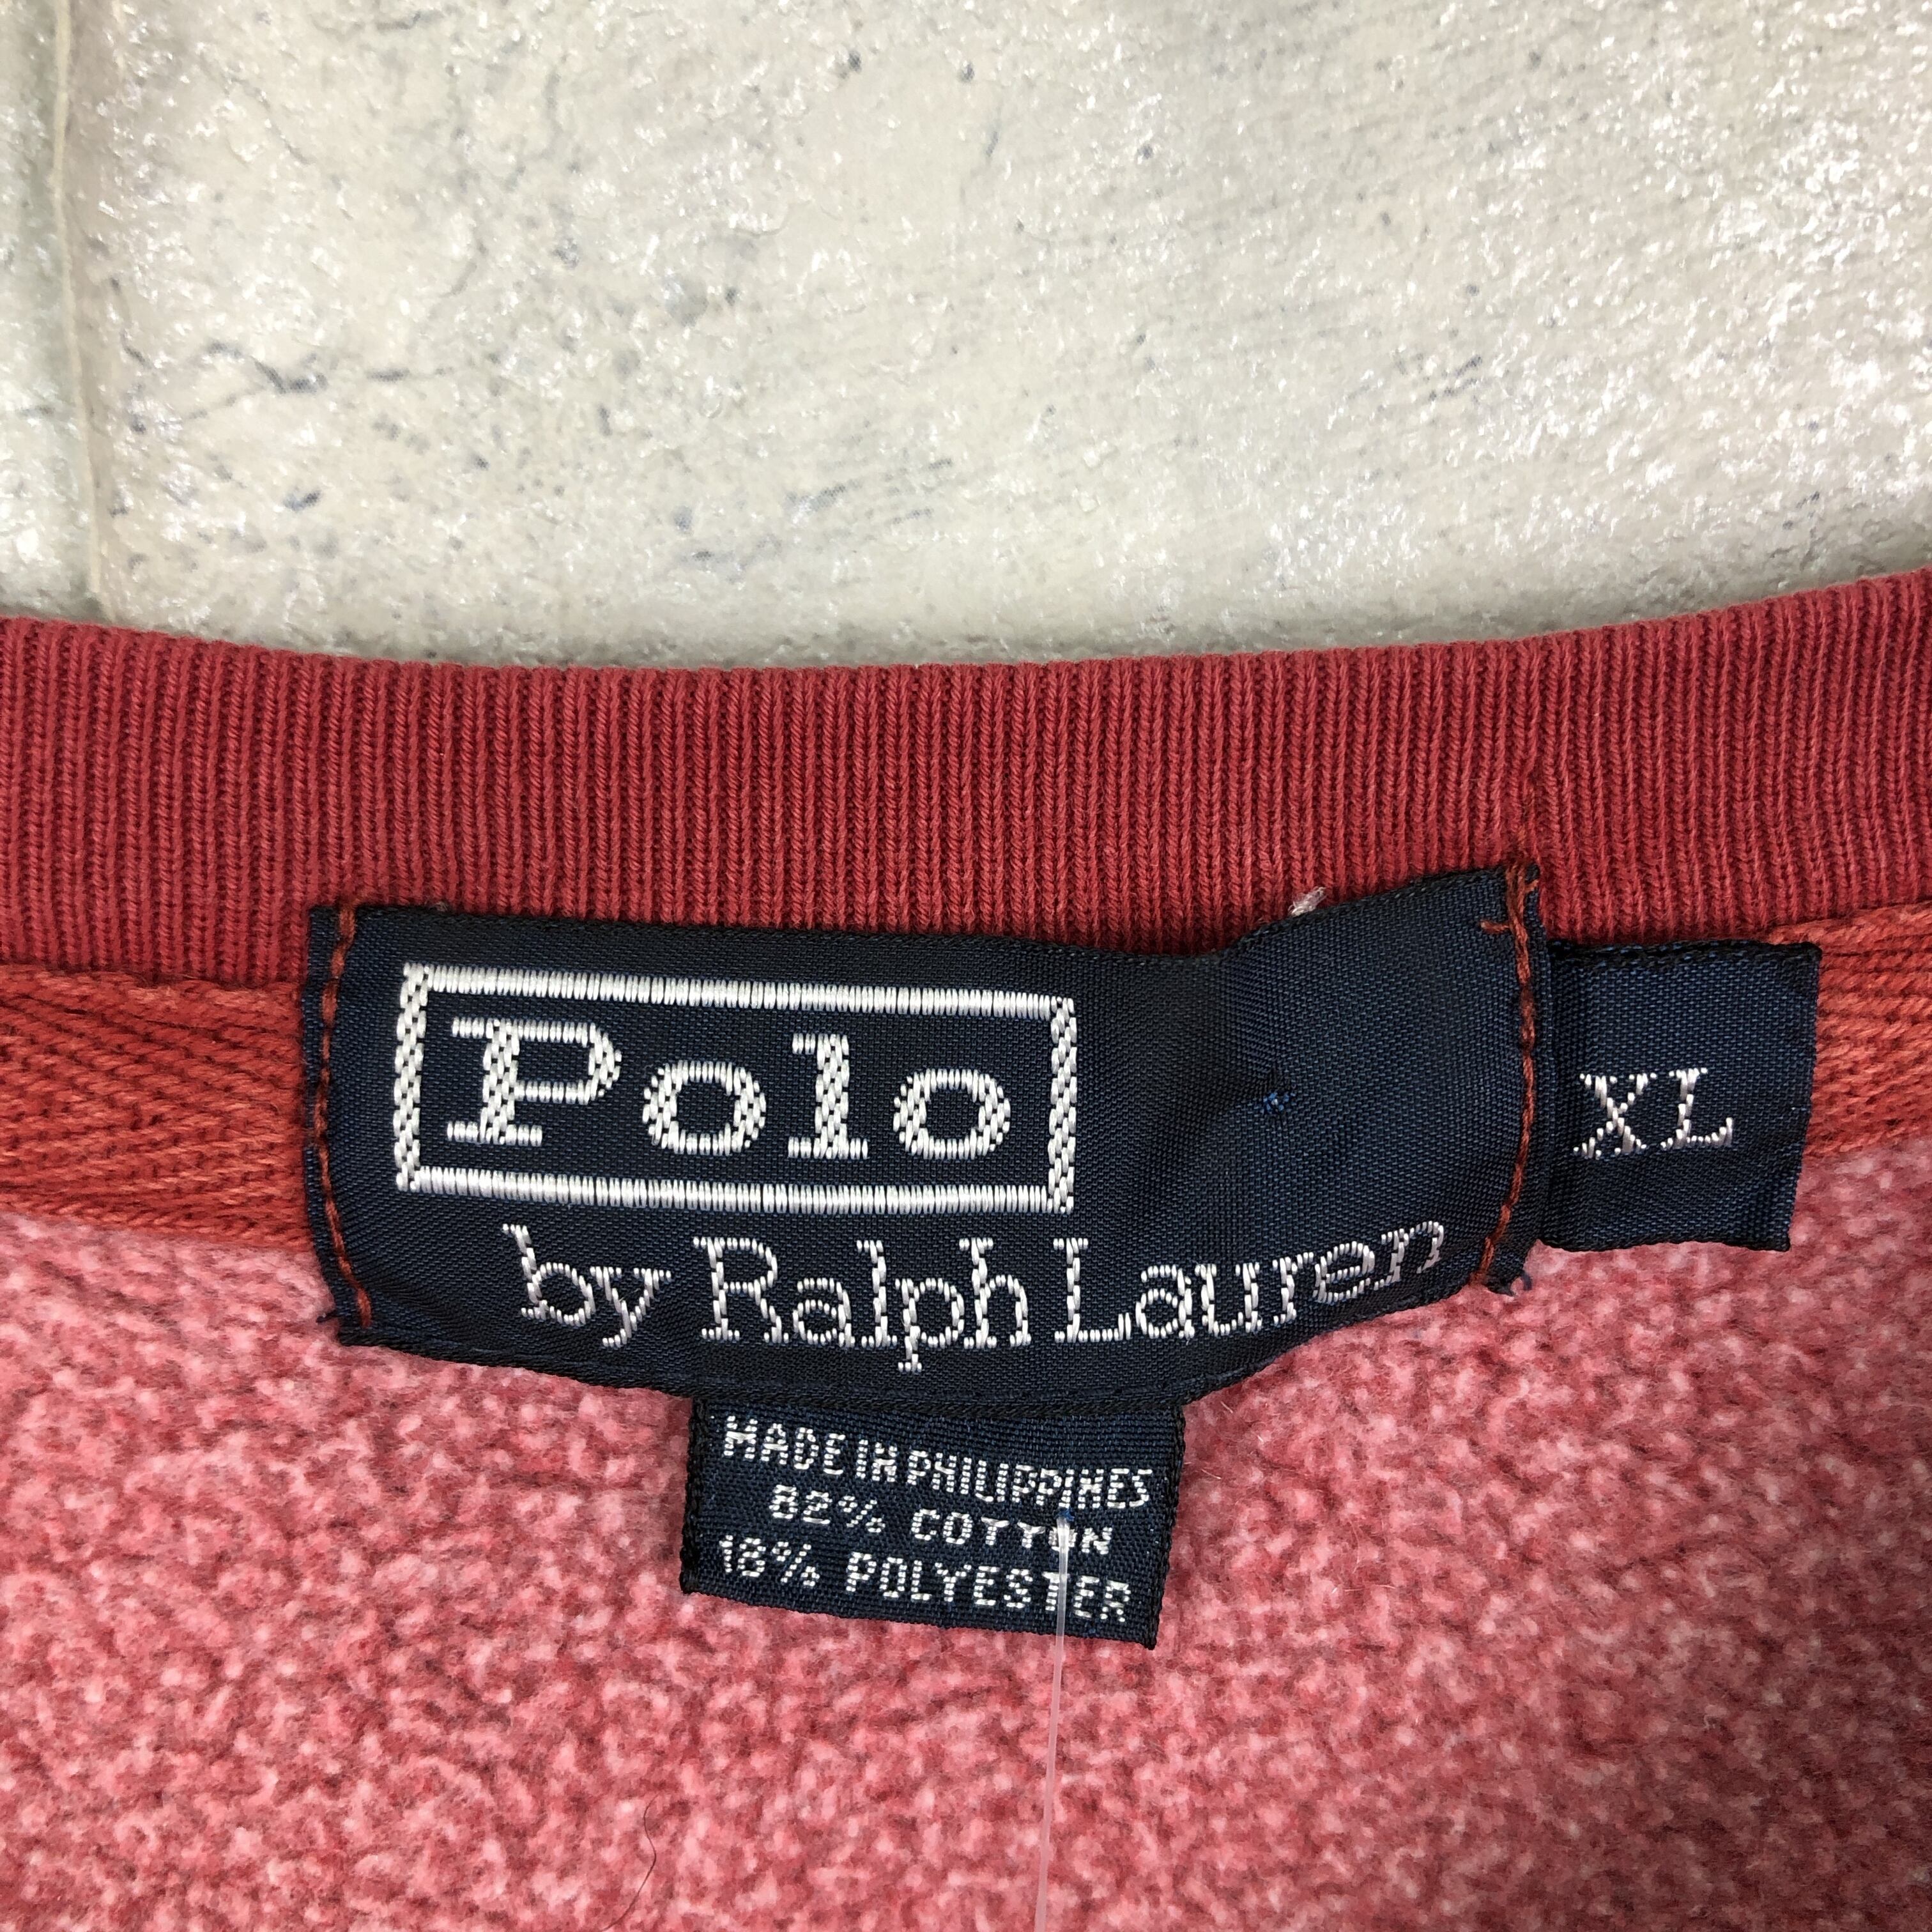 Polo
by Ralph Lauren
XL
MADE IN PHILIPPINES
82% COTTON
18% POLYESTER